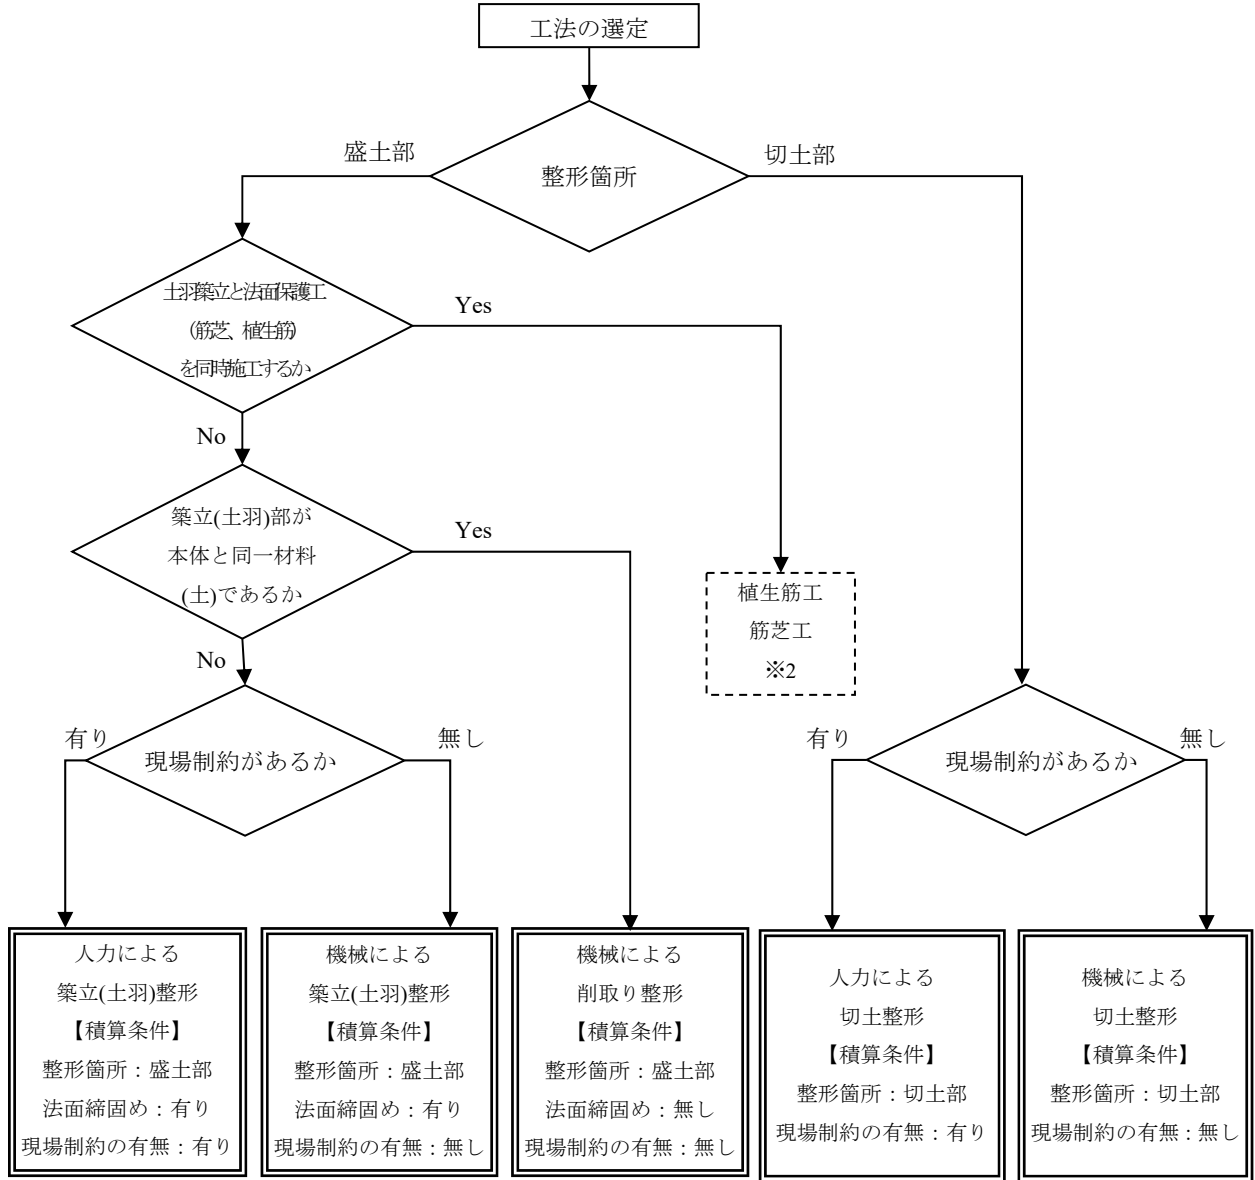 工法の選定
整形箇所
盛土部
切土部
土羽築立と法面保護工
(筋芝、植生筋)
を同時施工するか
Yes
No
築立(土羽)部が
本体と同一材料
(土)であるか
Yes
No
植生筋工
筋芝工
※2
現場制約があるか
有り
無し
現場制約があるか
有り
無し
人力による
築立(土羽)整形
【積算条件】
整形箇所：盛土部
法面締固め：有り
現場制約の有無：有り
機械による
築立(土羽)整形
【積算条件】
整形箇所：盛土部
法面締固め：有り
現場制約の有無：無し
機械による
削取り整形
【積算条件】
整形箇所：盛土部
法面締固め：無し
現場制約の有無：無し
人力による
切土整形
【積算条件】
整形箇所：切土部
現場制約の有無：有り
機械による
切土整形
【積算条件】
整形箇所：切土部
現場制約の有無：無し